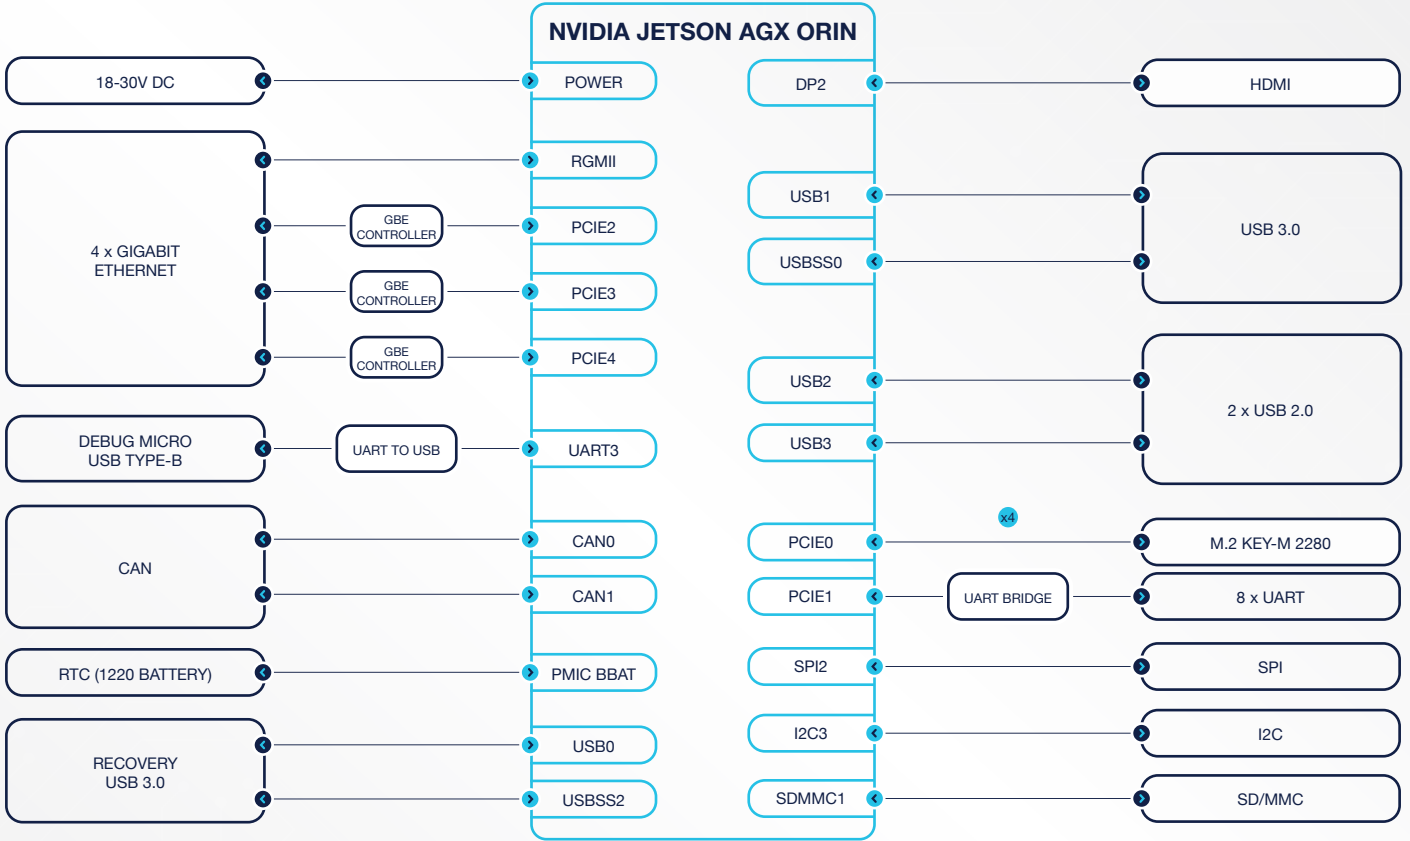 NVIDIA JETSON AGX ORIN
18-30V DC
POWER
4 x GIGABIT
ETHERNET
RGMII
GBE
CONTROLLER
PCIE2
GBE
CONTROLLER
PCIE3
GBE
CONTROLLER
PCIE4
DEBUG MICRO
USB TYPE-B
UART TO USB
UART3
CAN
CAN0
CAN1
RTC (1220 BATTERY)
PMIC BBAT
RECOVERY
USB 3.0
USB0
USBSS2
DP2
HDMI
USB1
USBSS0
USB 3.0
USB2
USB3
2 x USB 2.0
x4
PCIE0
M.2 KEY-M 2280
PCIE1
UART BRIDGE
8 x UART
SPI2
SPI
I2C3
I2C
SDMMC1
SD/MMC